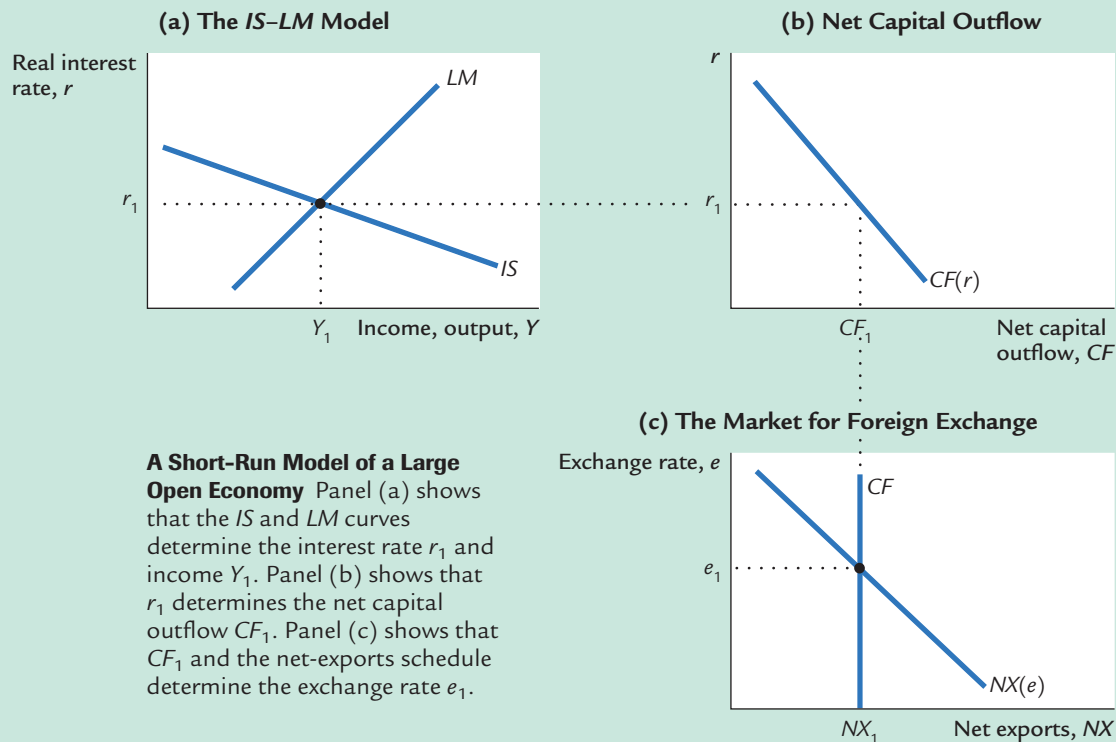 (a) The IS–LM Model
Real interest
rate, r
LM
r₁
IS
Y₁
Income, output, Y
(b) Net Capital Outflow
r
r₁
CF(r)
CF₁
Net capital
outflow, CF
A Short-Run Model of a Large
Open Economy Panel (a) shows
that the IS and LM curves
determine the interest rate r₁ and
income Y₁. Panel (b) shows that
r₁ determines the net capital
outflow CF₁. Panel (c) shows that
CF₁ and the net-exports schedule
determine the exchange rate e₁.
(c) The Market for Foreign Exchange
Exchange rate, e
CF
e₁
NX(e)
NX₁
Net exports, NX